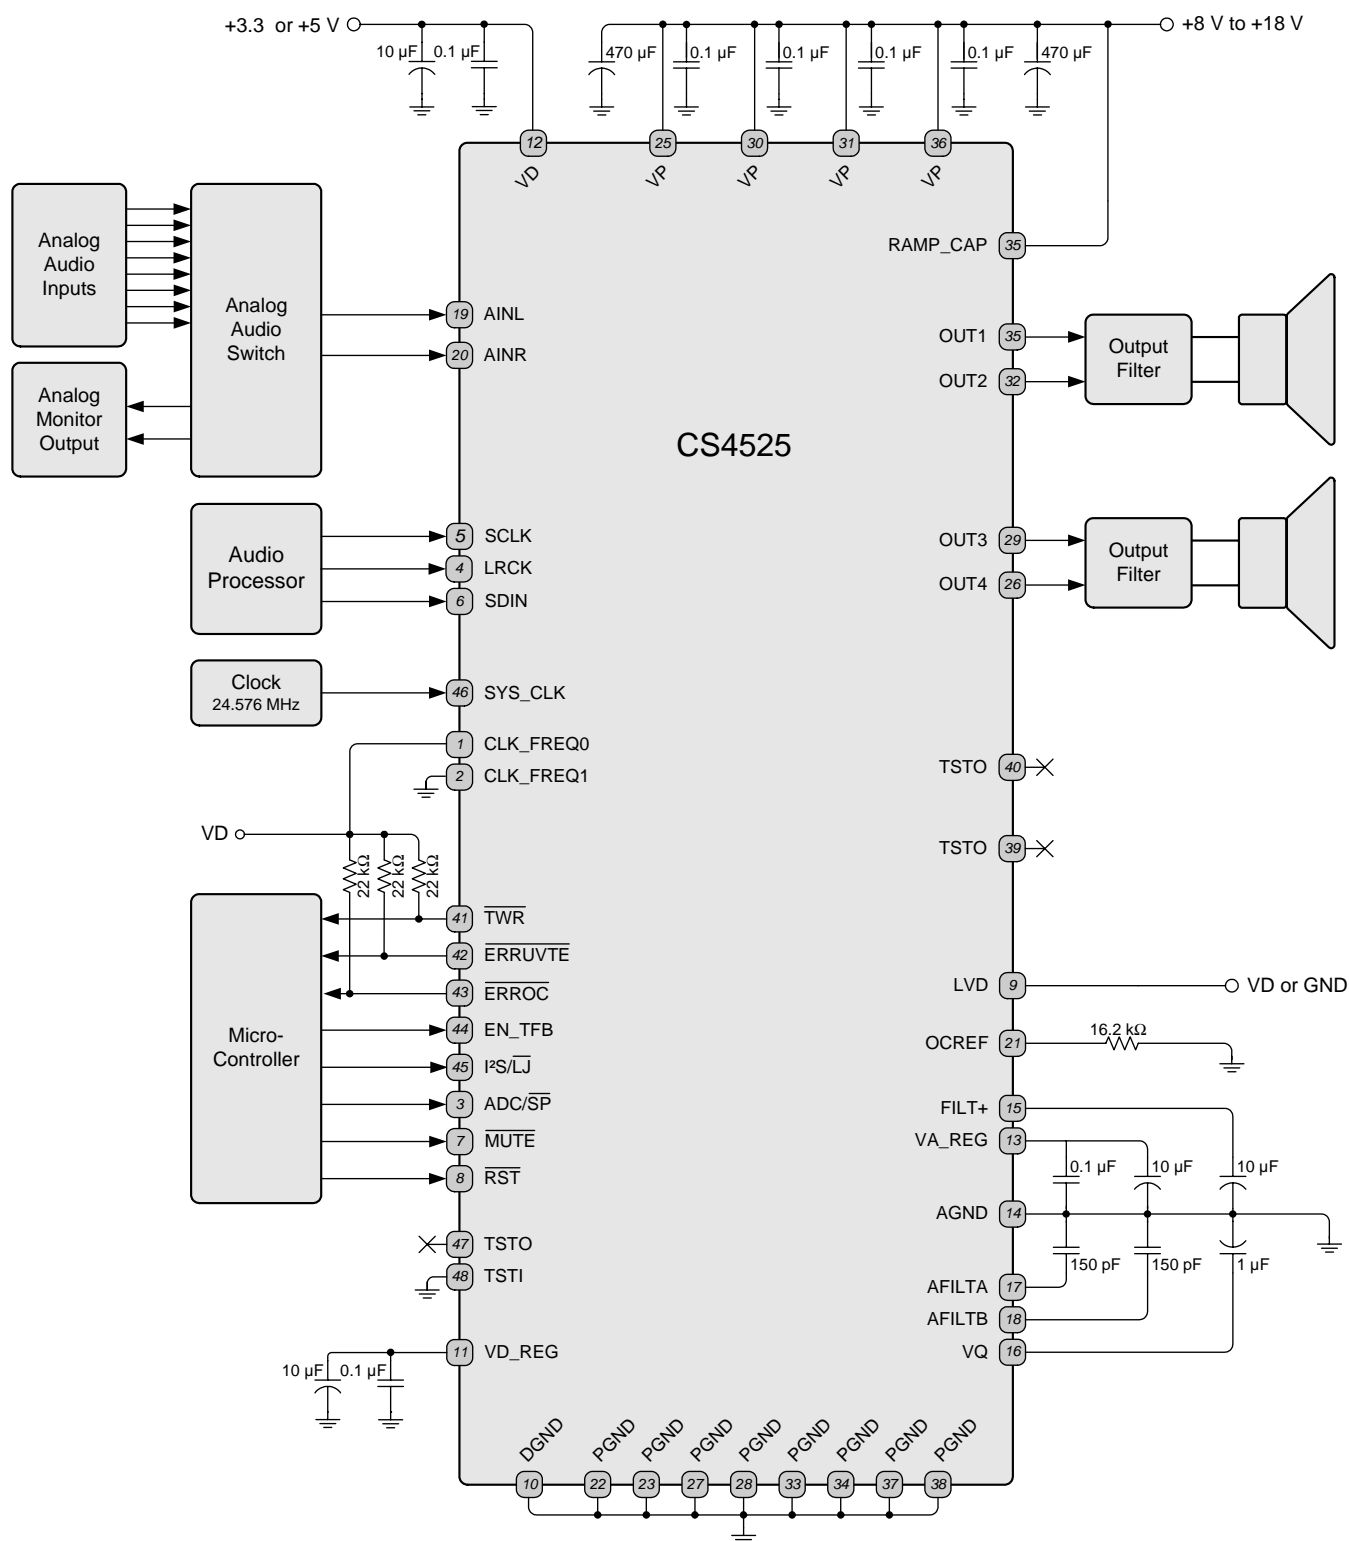 +3.3 or +5 V
+8 V to +18 V
10 µF
0.1 µF
470 µF
0.1 µF
0.1 µF
0.1 µF
0.1 µF
470 µF
12
25
30
31
36
VD
VP
VP
VP
VP
Analog
Audio
Inputs
Analog
Audio
Switch
Analog
Monitor
Output
19 AINL
20 AINR
RAMP_CAP 35
OUT1 35
OUT2 32
Output
Filter
CS4525
Audio
Processor
5 SCLK
4 LRCK
6 SDIN
OUT3 29
OUT4 26
Output
Filter
Clock
24.576 MHz
46 SYS_CLK
1 CLK_FREQ0
2 CLK_FREQ1
TSTO 40
VD
22 kΩ
22 kΩ
22 kΩ
TSTO 39
Micro-
Controller
41 TWR
42 ERRUVTE
43 ERROC
44 EN_TFB
45 I²S/LJ
3 ADC/SP
7 MUTE
8 RST
LVD 9
VD or GND
OCREF 21
16.2 kΩ
FILT+ 15
VA_REG 13
0.1 µF
10 µF
10 µF
AGND 14
150 pF
150 pF
1 µF
AFILTA 17
AFILTB 18
VQ 16
47 TSTO
48 TSTI
11 VD_REG
10 µF
0.1 µF
DGND
PGND
PGND
PGND
PGND
PGND
PGND
PGND
PGND
10
22
23
27
28
33
34
37
38